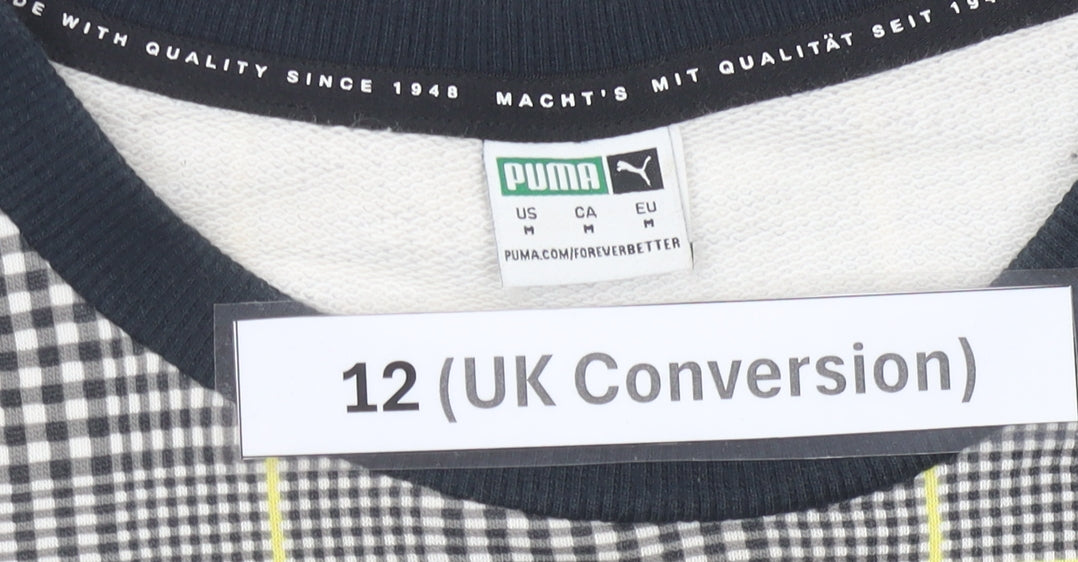 WITH QUALITY SINCE 1948 MACHT'S MIT QUALITÄT SEIT
PUMA
US CA EU
M M M
PUMA.COM/FOREVERBETTER
12 (UK Conversion)